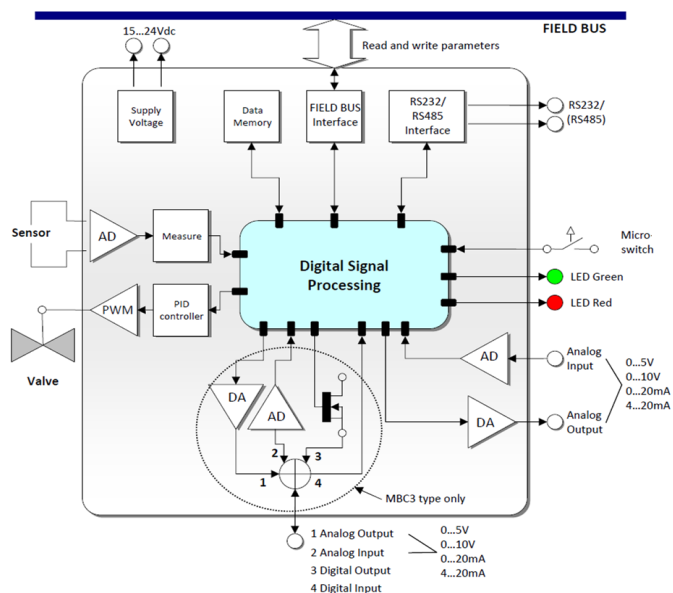 FIELD BUS
15...24Vdc
Read and write parameters
Supply
Voltage
Data
Memory
FIELD BUS
Interface
RS232/
RS485
Interface
RS232/
(RS485)
Sensor
AD
Measure
Digital Signal
Processing
Micro-
switch
LED Green
LED Red
PWM
PID
controller
Valve
DA
AD
AD
Analog
Input
0...5V
0...10V
0...20mA
4...20mA
DA
Analog
Output
2
3
1
4
MBC3 type only
1 Analog Output
2 Analog Input
3 Digital Output
4 Digital Input
0...5V
0...10V
0...20mA
4...20mA